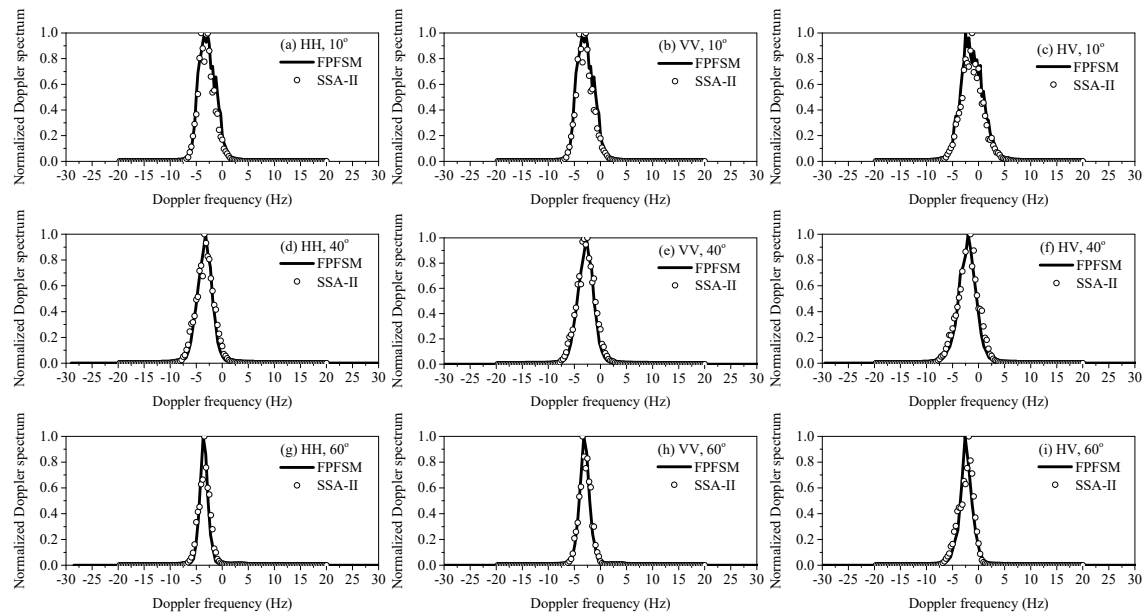 Normalized Doppler spectrum
1.0
0.8
0.6
0.4
0.2
0.0
(a) HH, 10°
FPFSM
SSA-II
-30 -25 -20 -15 -10 -5 0 5 10 15 20 25 30
Doppler frequency (Hz)
Normalized Doppler spectrum
1.0
0.8
0.6
0.4
0.2
0.0
(b) VV, 10°
FPFSM
SSA-II
-30 -25 -20 -15 -10 -5 0 5 10 15 20 25 30
Doppler frequency (Hz)
Normalized Doppler spectrum
1.0
0.8
0.6
0.4
0.2
0.0
(c) HV, 10°
FPFSM
SSA-II
-30 -25 -20 -15 -10 -5 0 5 10 15 20 25 30
Doppler frequency (Hz)
Normalized Doppler spectrum
1.0
0.8
0.6
0.4
0.2
0.0
(d) HH, 40°
FPFSM
SSA-II
-30 -25 -20 -15 -10 -5 0 5 10 15 20 25 30
Doppler frequency (Hz)
Normalized Doppler spectrum
1.0
0.8
0.6
0.4
0.2
0.0
(e) VV, 40°
FPFSM
SSA-II
-30 -25 -20 -15 -10 -5 0 5 10 15 20 25 30
Doppler frequency (Hz)
Normalized Doppler spectrum
1.0
0.8
0.6
0.4
0.2
0.0
(f) HV, 40°
FPFSM
SSA-II
-30 -25 -20 -15 -10 -5 0 5 10 15 20 25 30
Doppler frequency (Hz)
Normalized Doppler spectrum
1.0
0.8
0.6
0.4
0.2
0.0
(g) HH, 60°
FPFSM
SSA-II
-30 -25 -20 -15 -10 -5 0 5 10 15 20 25 30
Doppler frequency (Hz)
Normalized Doppler spectrum
1.0
0.8
0.6
0.4
0.2
0.0
(h) VV, 60°
FPFSM
SSA-II
-30 -25 -20 -15 -10 -5 0 5 10 15 20 25 30
Doppler frequency (Hz)
Normalized Doppler spectrum
1.0
0.8
0.6
0.4
0.2
0.0
(i) HV, 60°
FPFSM
SSA-II
-30 -25 -20 -15 -10 -5 0 5 10 15 20 25 30
Doppler frequency (Hz)